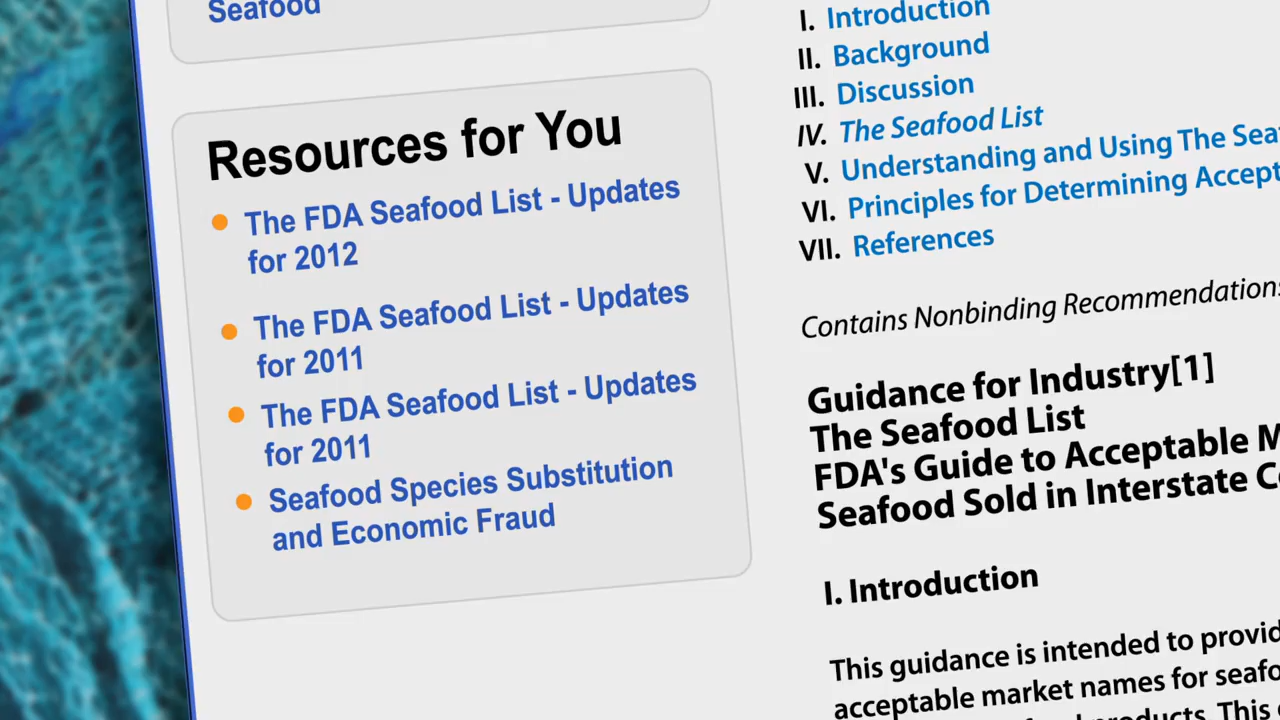 Seafood
Resources for You
The FDA Seafood List - Updates
for 2012
The FDA Seafood List - Updates
for 2011
The FDA Seafood List - Updates
for 2011
Seafood Species Substitution
and Economic Fraud
I. Introduction
II. Background
III. Discussion
IV. The Seafood List
V. Understanding and Using The Sea
VI. Principles for Determining Accept
VII. References
Contains Nonbinding Recommendations
Guidance for Industry[1]
The Seafood List
FDA's Guide to Acceptable M
Seafood Sold in Interstate Co
I. Introduction
This guidance is intended to provid
acceptable market names for seafo
products. This